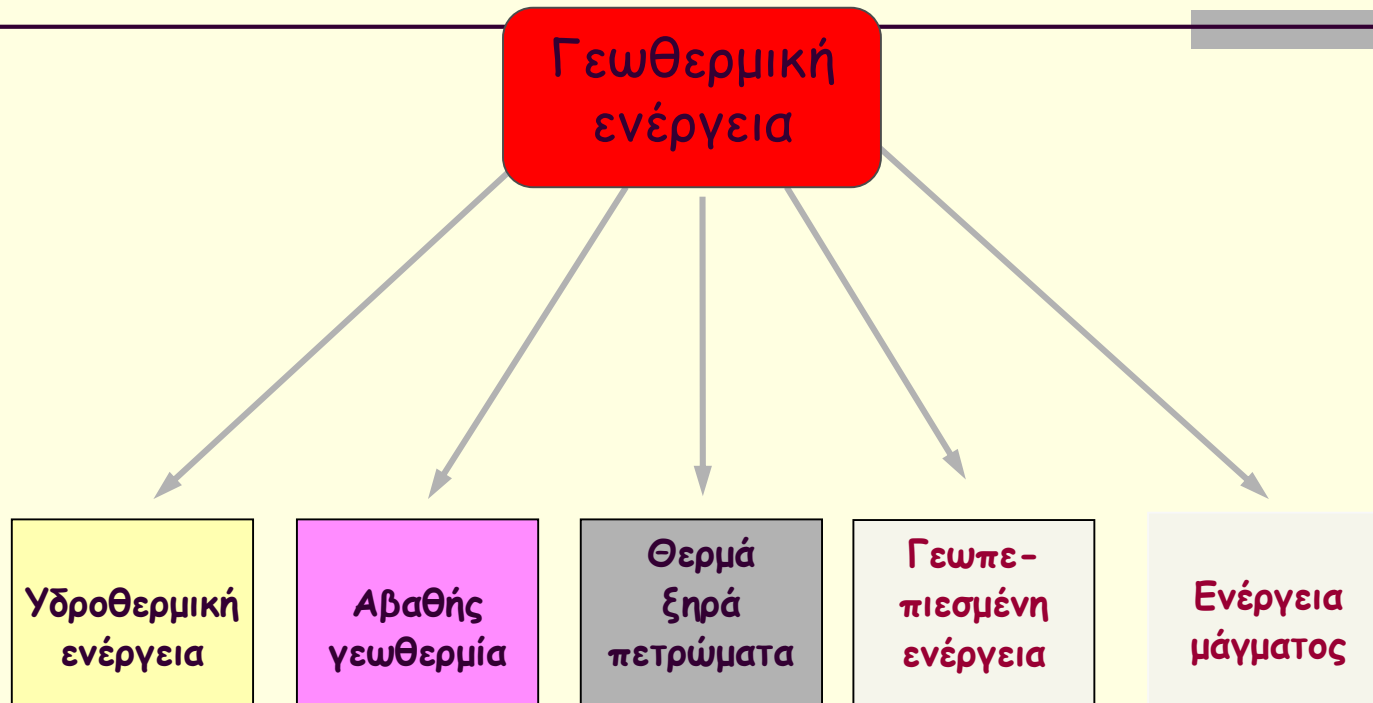 Γεωθερμική
ενέργεια
Υδροθερμική
ενέργεια
Αβαθής
γεωθερμία
Θερμά
ξηρά
πετρώματα
Γεωπε-
πιεσμένη
ενέργεια
Ενέργεια
μάγματος